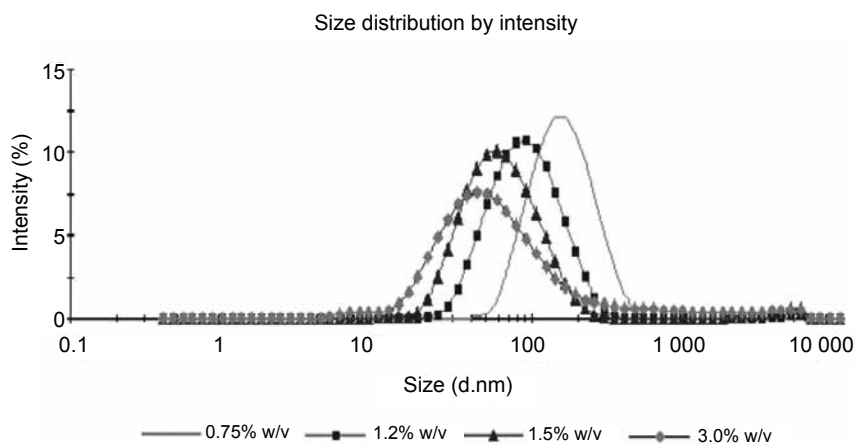 Size distribution by intensity
15
10
5
0
Intensity (%)
0.1 1 10 100 1 000 10 000
Size (d.nm)
0.75% w/v 1.2% w/v 1.5% w/v 3.0% w/v